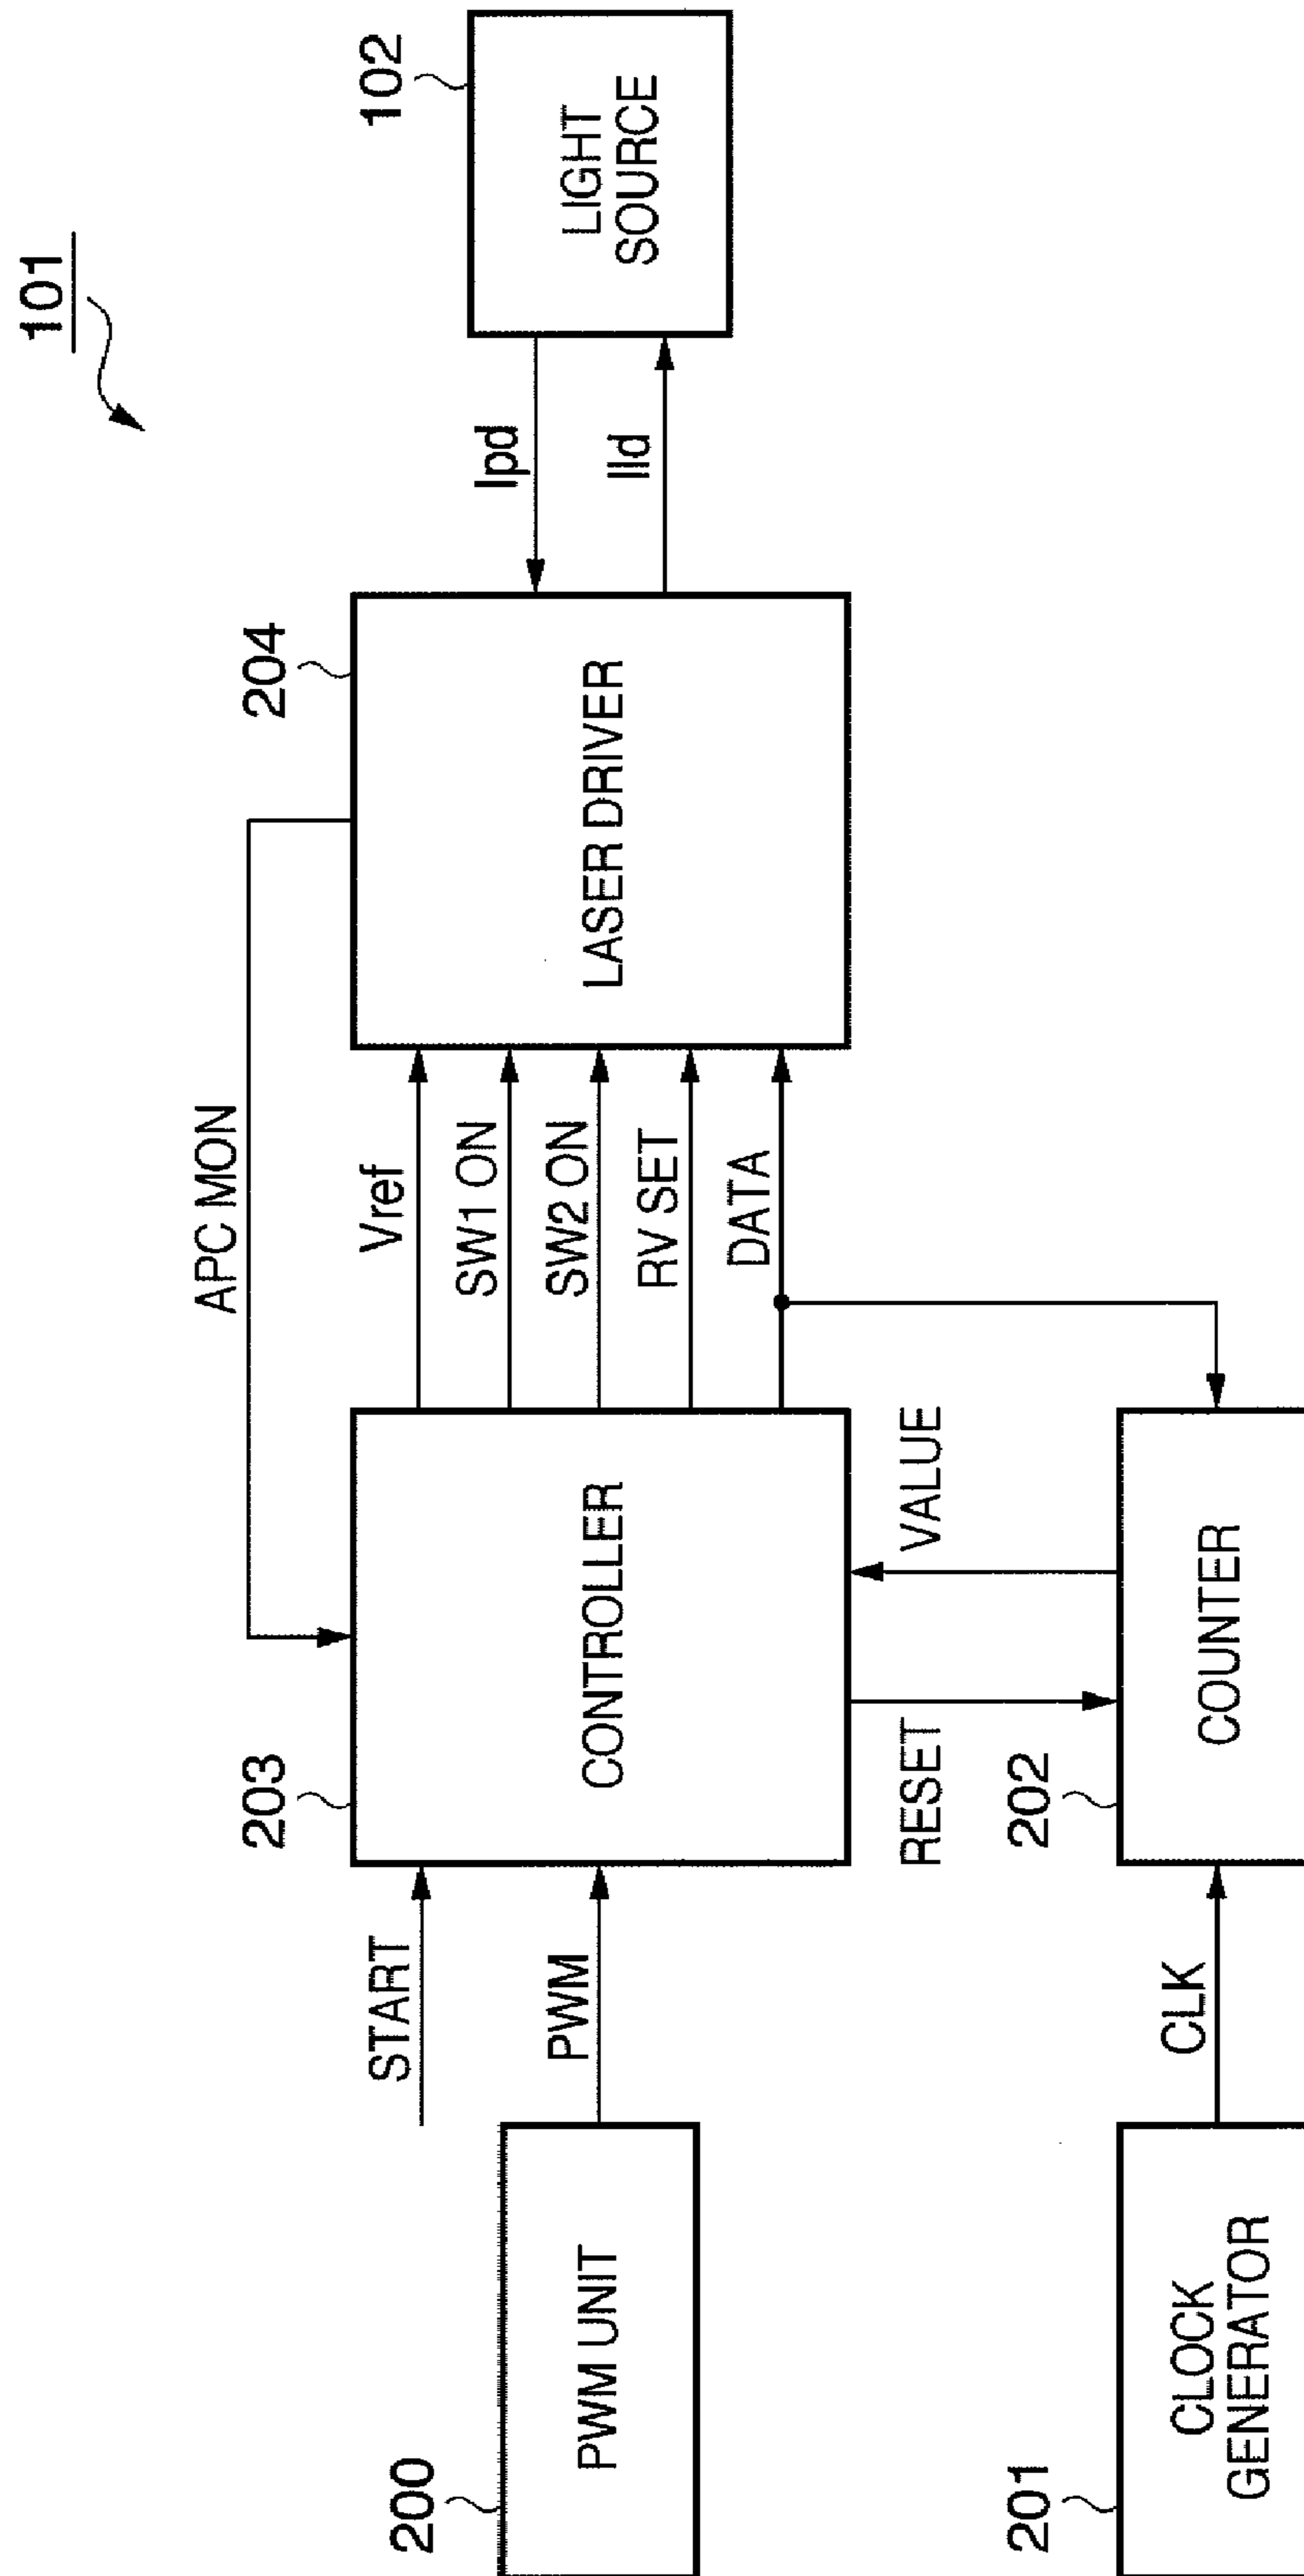 101
102
LIGHT
SOURCE
Ipd
Ild
204
LASER DRIVER
APC MON
Vref
SW1 ON
SW2 ON
RV SET
DATA
203
CONTROLLER
VALUE
RESET
202
COUNTER
START
PWM
CLK
200
PWM UNIT
201
CLOCK
GENERATOR